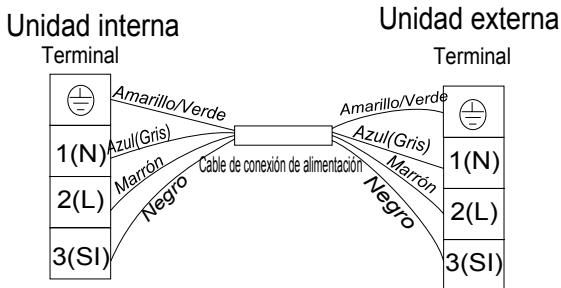 Unidad interna
Terminal
Amarillo/Verde
1(N)
Azul(Gris)
2(L)
Marrón
3(SI)
Negro
Cable de conexión de alimentación
Unidad externa
Terminal
Amarillo/Verde
1(N)
Azul(Gris)
2(L)
Marrón
3(SI)
Negro